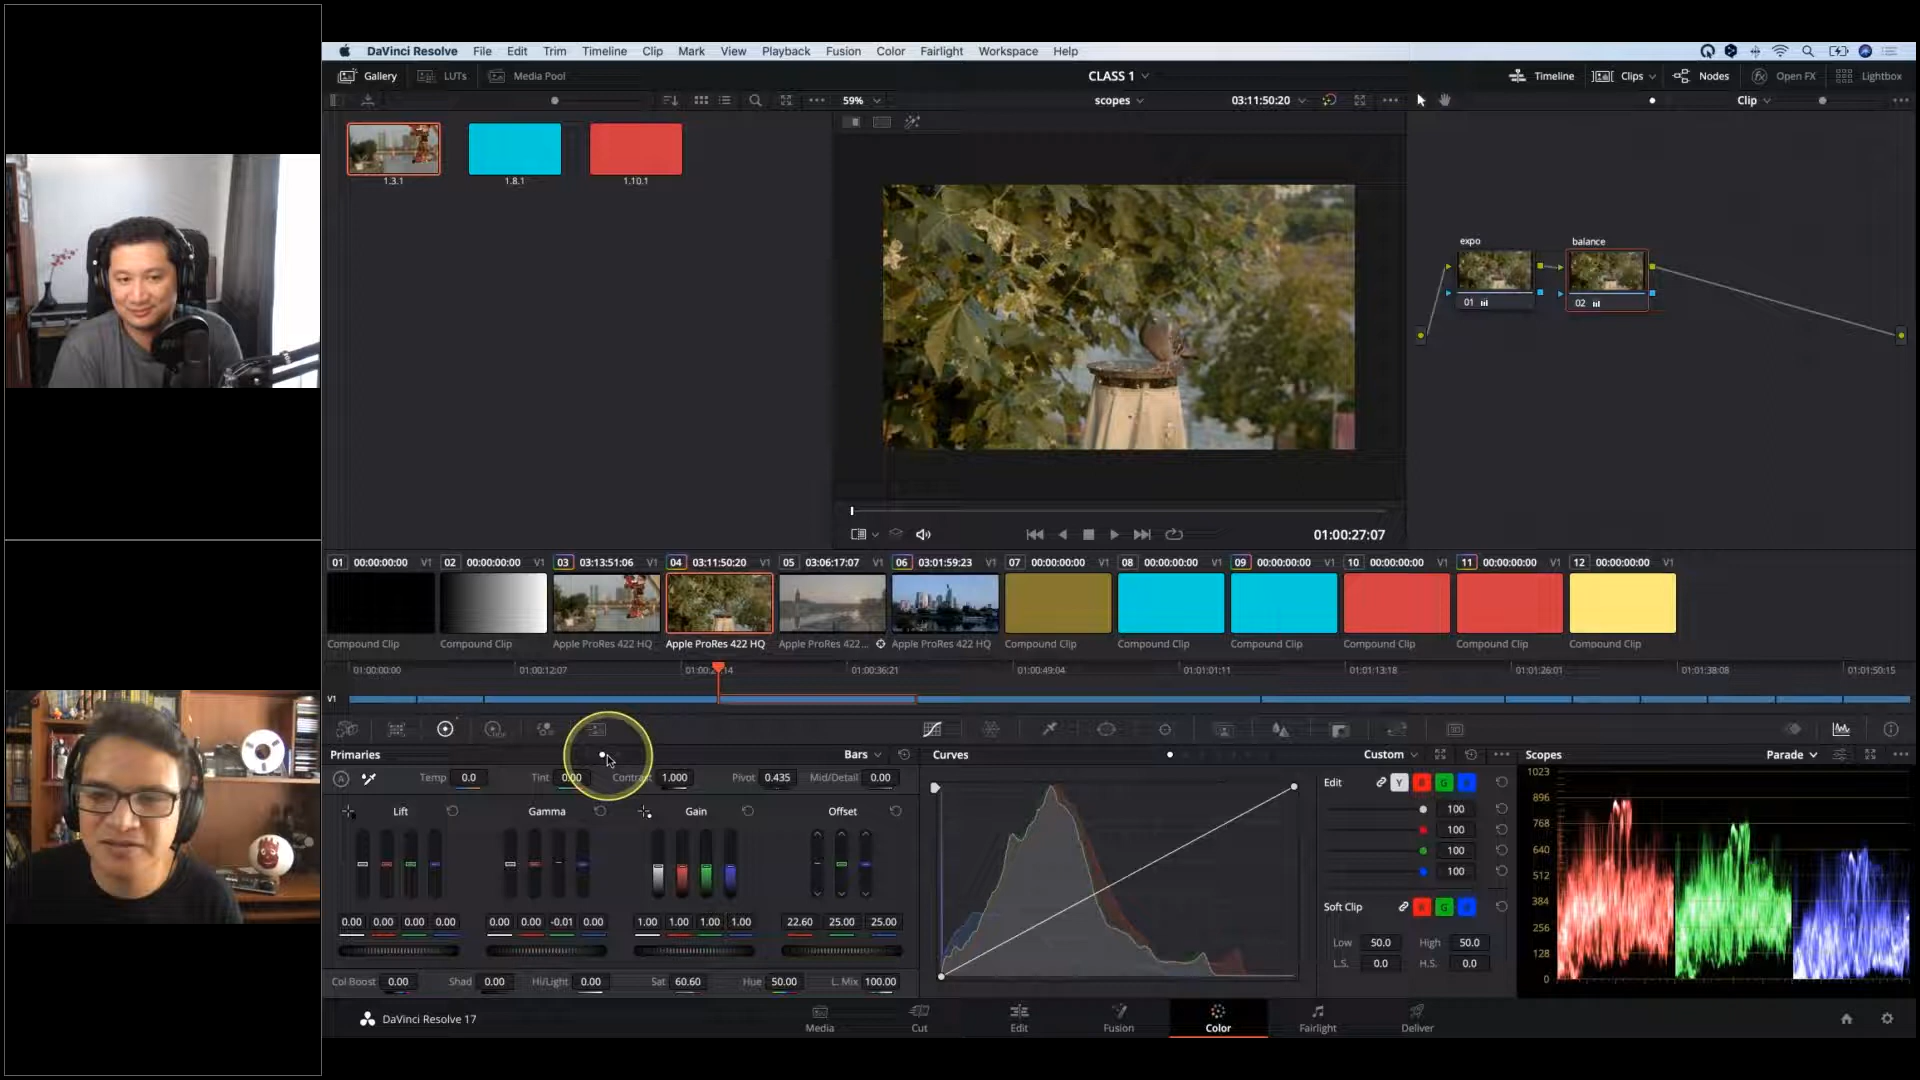 DaVinci Resolve File Edit Trim Timeline Clip Mark View Playback Fusion Color Fairlight Workspace Help
Gallery LUTs Media Pool CLASS 1 Timeline Clips Nodes Open FX Lightbox
59% scopes 03:11:50:20 Clip
1.3.1 1.8.1 1.10.1
expo balance
01 02
01:00:27:07
01 00:00:00:00 V1 02 00:00:00:00 V1 03 03:13:51:06 V1 04 03:11:50:20 V1 05 03:06:17:07 V1 06 03:01:59:23 V1 07 00:00:00:00 V1 08 00:00:00:00 V1 09 00:00:00:00 V1 10 00:00:00:00 V1 11 00:00:00:00 V1 12 00:00:00:00 V1
Compound Clip Compound Clip Apple ProRes 422 HQ Apple ProRes 422 HQ Apple ProRes 422... Apple ProRes 422 HQ Compound Clip Compound Clip Compound Clip Compound Clip Compound Clip Compound Clip
01:00:00:00 01:00:12:07 01:00:36:21 01:00:49:04 01:01:01:11 01:01:13:18 01:01:26:01 01:01:38:08 01:01:50:15
V1
Primaries Bars Curves Custom Scopes Parade
Temp 0.0 Tint 0.00 Contrast 1.000 Pivot 0.435 Mid/Detail 0.00
Lift Gamma Gain Offset
0.00 0.00 0.00 0.00 0.00 0.00 -0.01 0.00 1.00 1.00 1.00 1.00 22.60 25.00 25.00
Col Boost 0.00 Shad 0.00 Hi/Light 0.00 Sat 60.60 Hue 50.00 L. Mix 100.00
Edit Y R G B
100
100
100
100
Soft Clip R G B
Low 50.0 High 50.0
L.S. 0.0 H.S. 0.0
1023
896
768
640
512
384
256
128
0
DaVinci Resolve 17 Media Cut Edit Fusion Color Fairlight Deliver